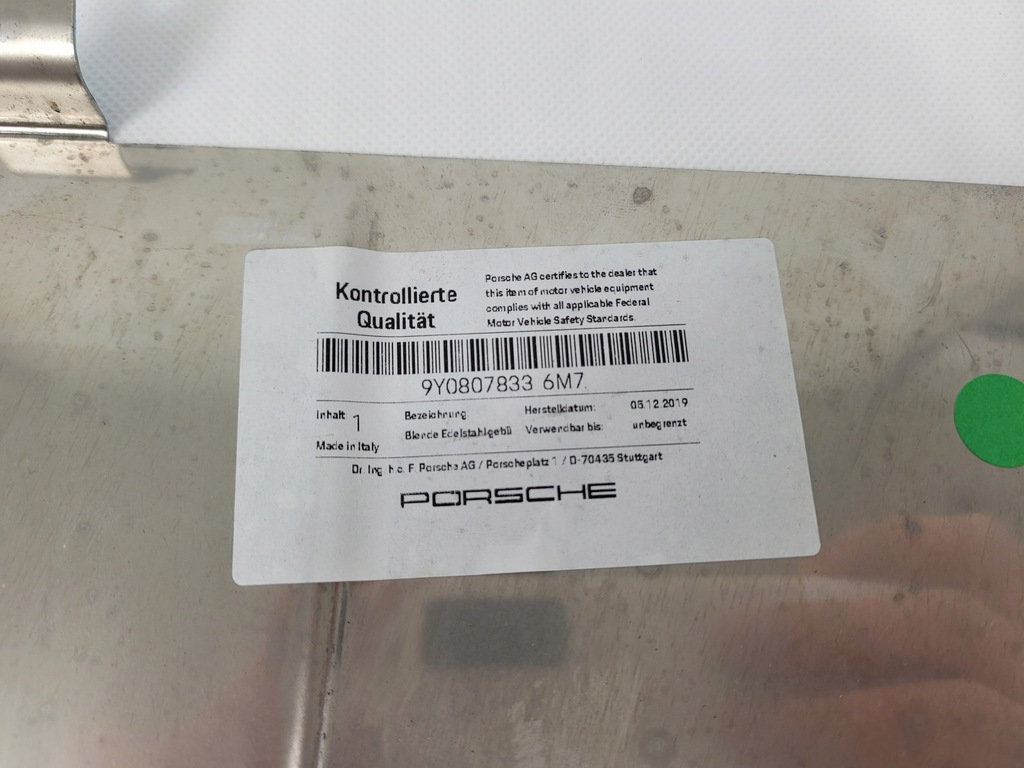 Kontrollierte
Qualität
Porsche AG certifies to the dealer that
this item of motor vehicle equipment
complies with all applicable Federal
Motor Vehicle Safety Standards.
9Y0807833 6M7
Inhalt: 1
Bezeichnung:
Herstelldatum: 05.12.2019
Blende Edelstahlgebü
Verwendbar bis: unbegrenzt
Made in Italy
Dr. Ing. h.c. F. Porsche AG / Porscheplatz 1 / D-70435 Stuttgart
PORSCHE